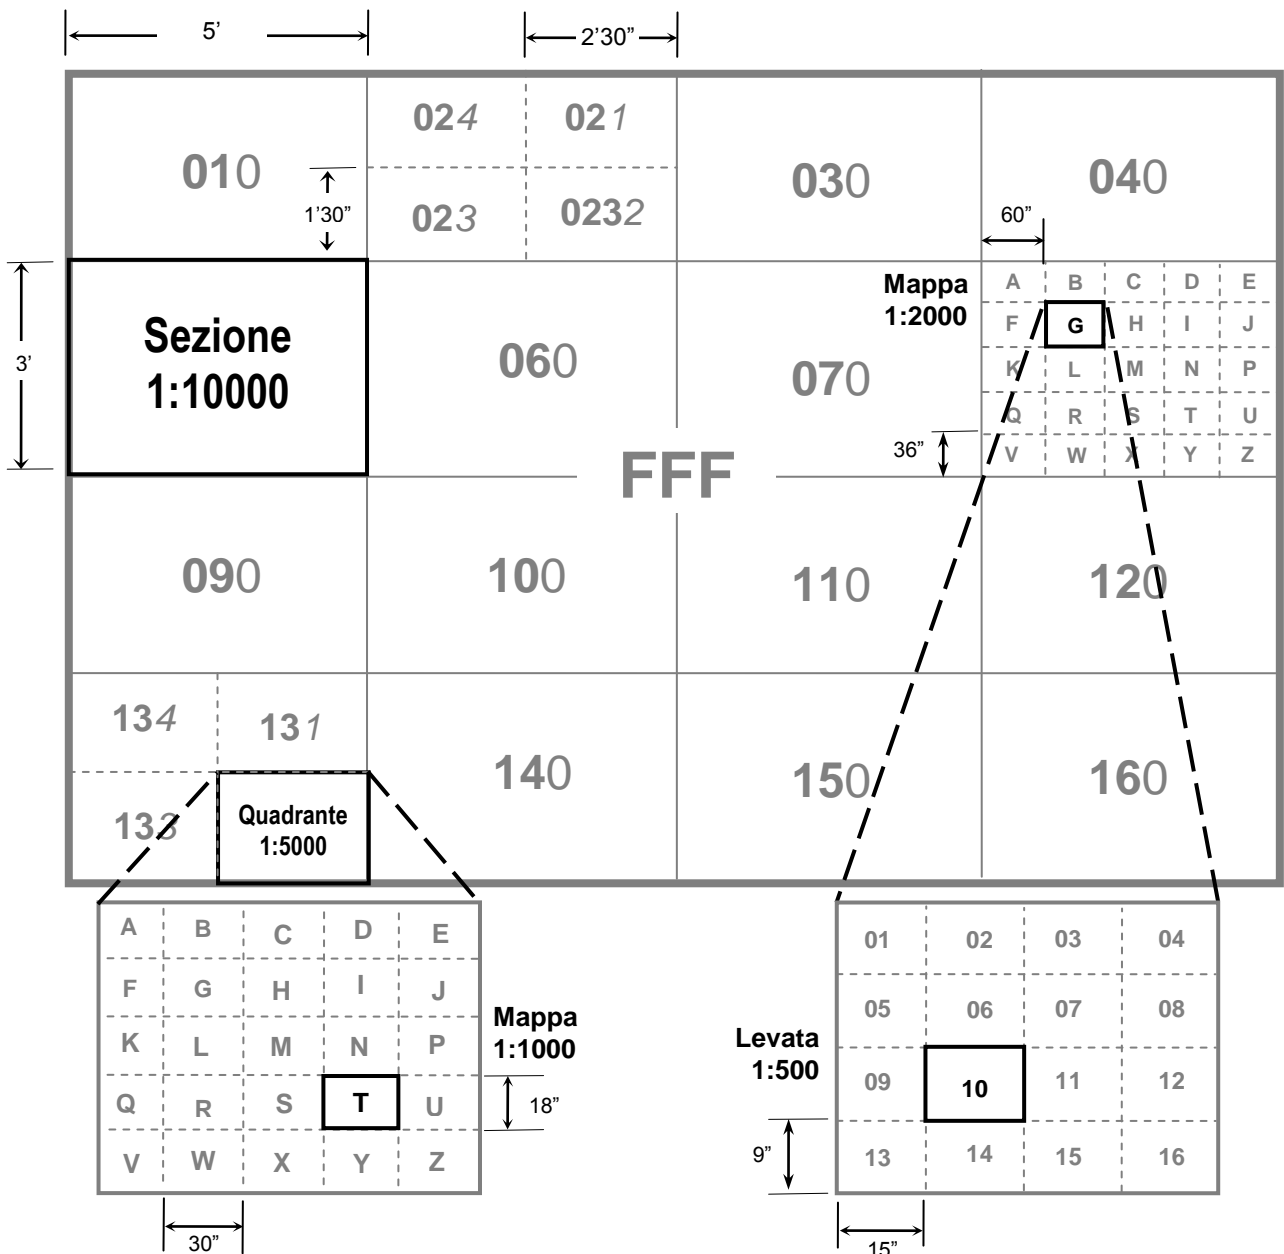 5'
2'30”
010
024
021
030
040
1'30”
023
0232
60”
3'
Sezione
1:10000
060
070
Mappa
1:2000
A B C D E
F G H I J
K L M N P
Q R S T U
V W X Y Z
36”
FFF
090
100
110
120
134
131
133
Quadrante
1:5000
140
150
160
A B C D E
F G H I J
K L M N P
Q R S T U
V W X Y Z
Mappa
1:1000
18”
30”
Levata
1:500
01 02 03 04
05 06 07 08
09 10 11 12
13 14 15 16
9”
15”